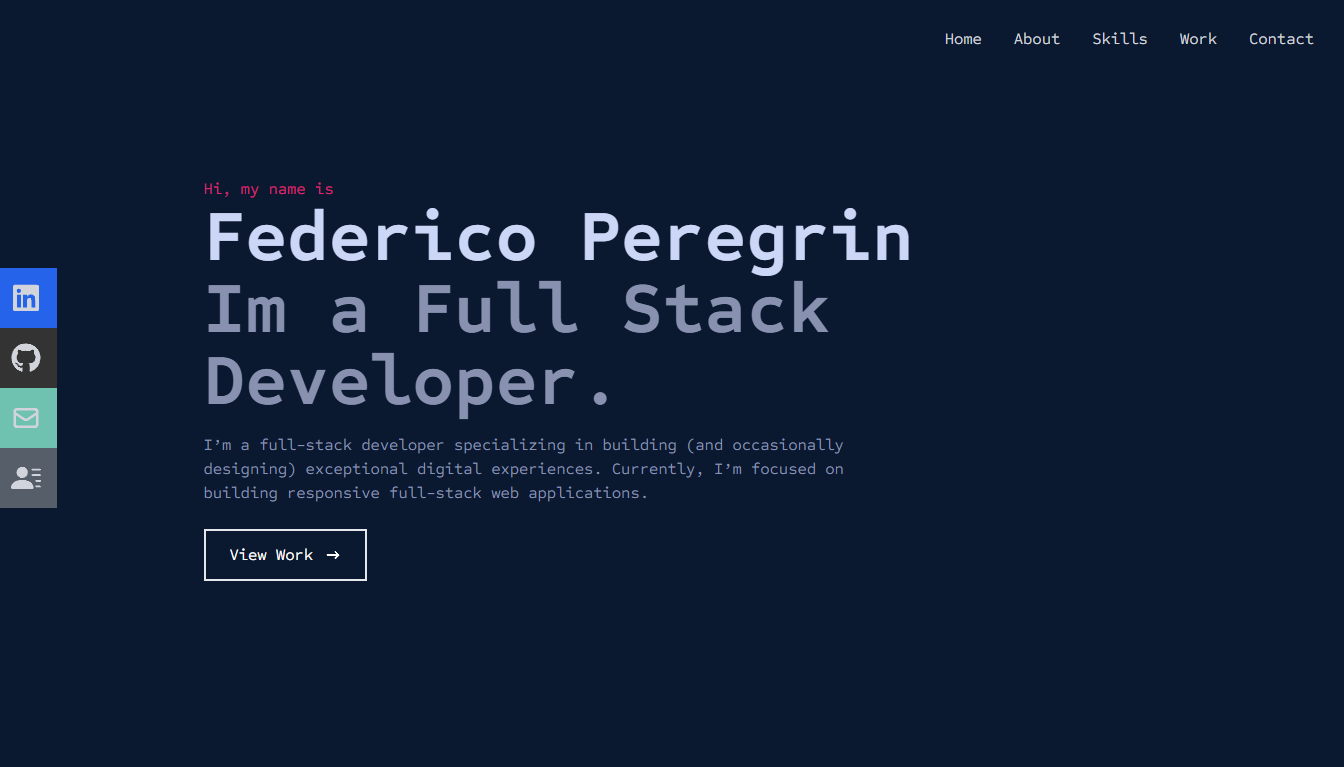 Home About Skills Work Contact
Hi, my name is
Federico Peregrin
Im a Full Stack
Developer.
I’m a full-stack developer specializing in building (and occasionally
designing) exceptional digital experiences. Currently, I’m focused on
building responsive full-stack web applications.
View Work →
in